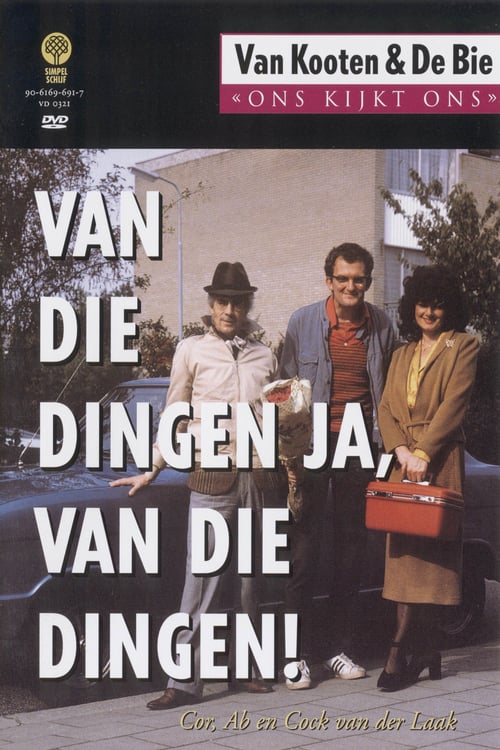 SIMPEL
SCHIJF
90-6169-691-7
VD 0321
DVD
Van Kooten & De Bie
«ONS KIJKT ONS»
VAN
DIE
DINGEN JA,
VAN DIE
DINGEN!
Cor, Ab en Cock van der Laak